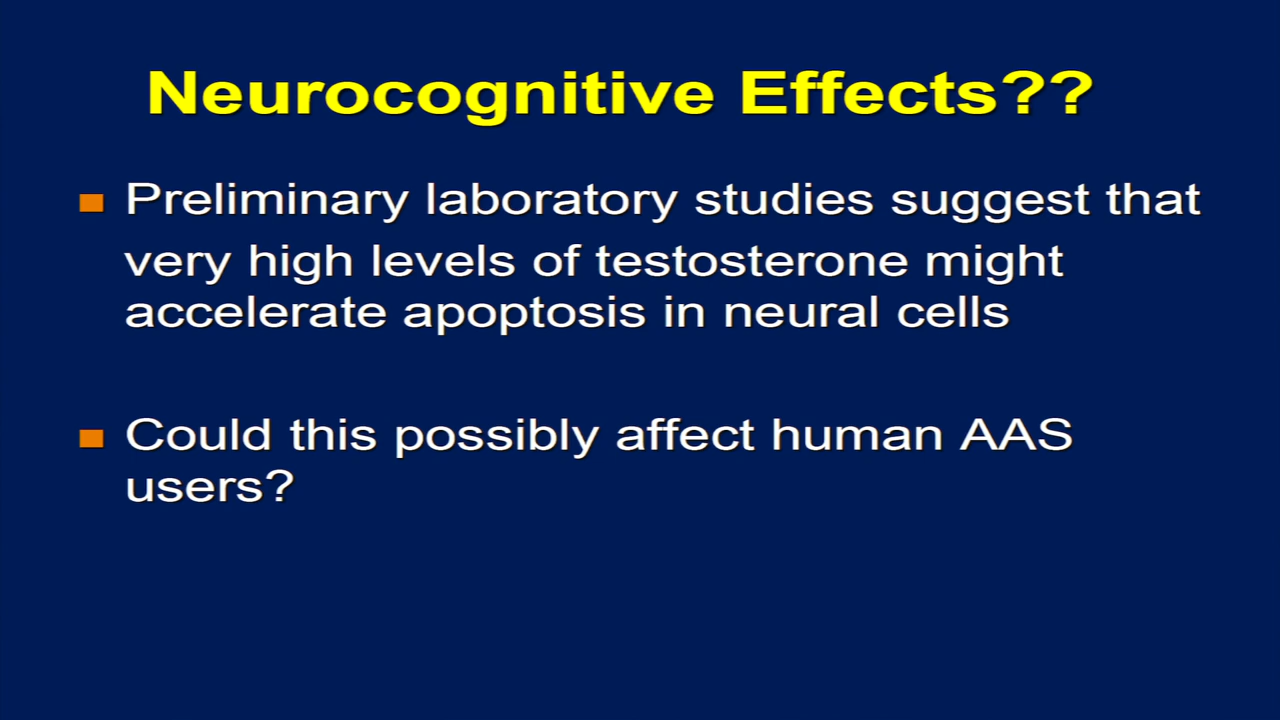 Neurocognitive Effects??
Preliminary laboratory studies suggest that
very high levels of testosterone might
accelerate apoptosis in neural cells
Could this possibly affect human AAS
users?